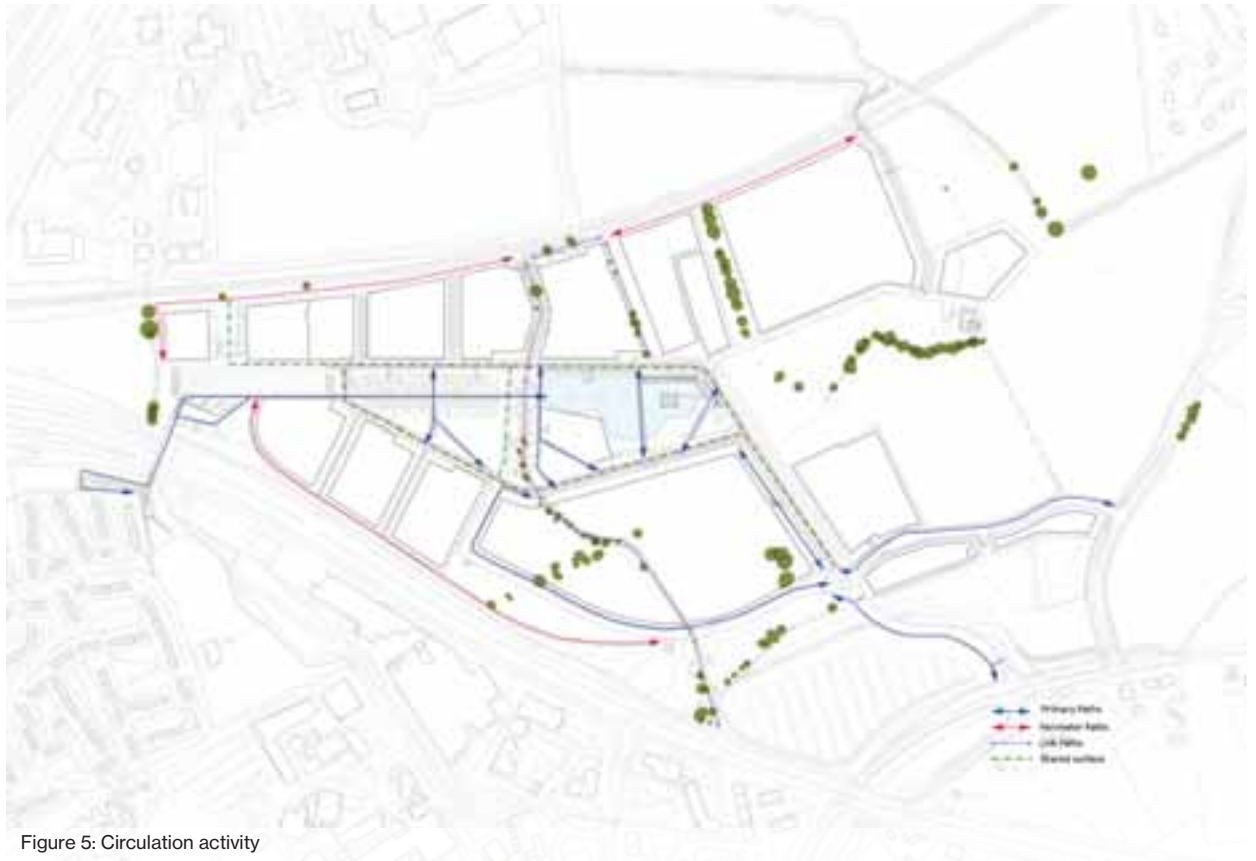 Primary Paths
Perimeter Paths
Link Paths
Shared surface
Figure 5: Circulation activity